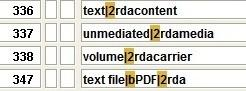 336 text|2rdacontent
337 unmediated|2rdamedia
338 volume|2rdacarrier
347 text file|bPDF|2rda